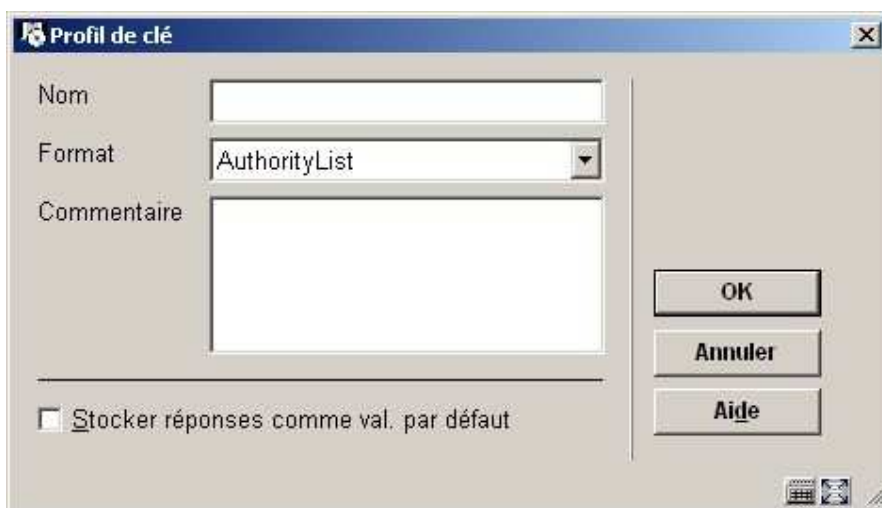 Profil de clé
Nom
Format
AuthorityList
Commentaire
OK
Annuler
Aide
Stocker réponses comme val. par défaut